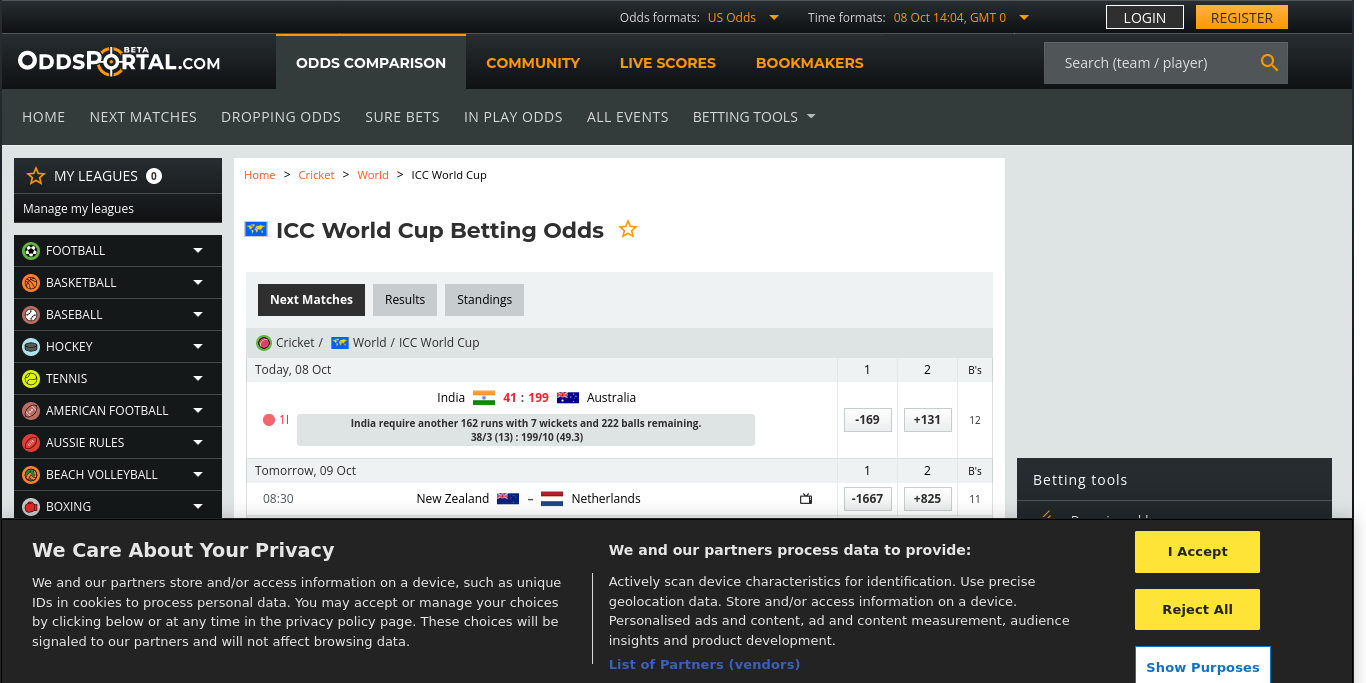 Odds formats: US Odds
Time formats: 08 Oct 14:04, GMT 0
LOGIN
REGISTER
ODDSPORTAL.COM
BETA
ODDS COMPARISON
COMMUNITY
LIVE SCORES
BOOKMAKERS
Search (team / player)
HOME
NEXT MATCHES
DROPPING ODDS
SURE BETS
IN PLAY ODDS
ALL EVENTS
BETTING TOOLS
MY LEAGUES 0
Manage my leagues
FOOTBALL
BASKETBALL
BASEBALL
HOCKEY
TENNIS
AMERICAN FOOTBALL
AUSSIE RULES
BEACH VOLLEYBALL
BOXING
Home > Cricket > World > ICC World Cup
ICC World Cup Betting Odds
Next Matches
Results
Standings
Cricket / World / ICC World Cup
Today, 08 Oct 1 2 B's
India 41 : 199 Australia
1I
India require another 162 runs with 7 wickets and 222 balls remaining.
38/3 (13) : 199/10 (49.3)
-169 +131 12
Tomorrow, 09 Oct 1 2 B's
08:30 New Zealand – Netherlands -1667 +825 11
Betting tools
We Care About Your Privacy
We and our partners store and/or access information on a device, such as unique
IDs in cookies to process personal data. You may accept or manage your choices
by clicking below or at any time in the privacy policy page. These choices will be
signaled to our partners and will not affect browsing data.
We and our partners process data to provide:
Actively scan device characteristics for identification. Use precise
geolocation data. Store and/or access information on a device.
Personalised ads and content, ad and content measurement, audience
insights and product development.
List of Partners (vendors)
I Accept
Reject All
Show Purposes